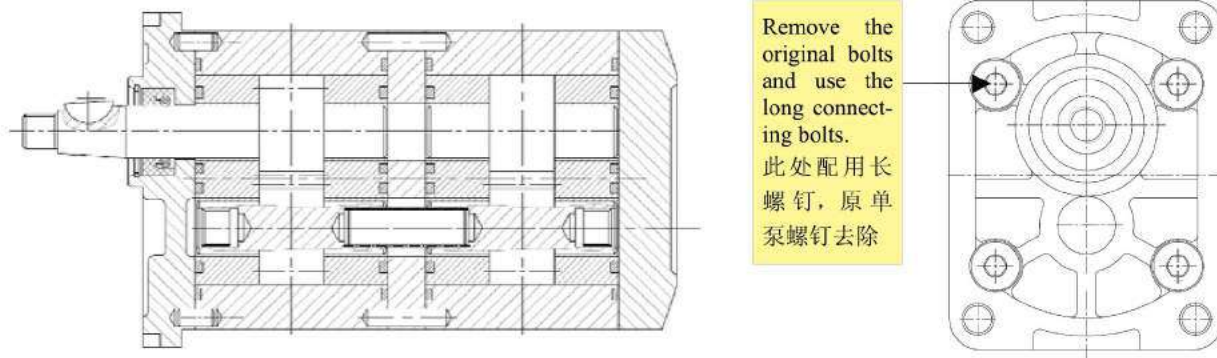 Remove the
original bolts
and use the
long connect-
ing bolts.
此处配用长
螺钉，原单
泵螺钉去除